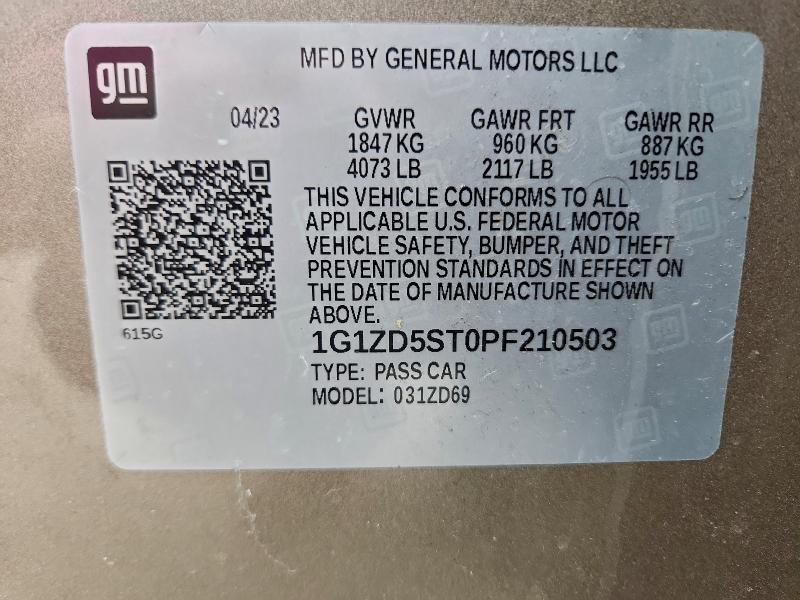 gm
MFD BY GENERAL MOTORS LLC
04/23 GVWR GAWR FRT GAWR RR
1847 KG 960 KG 887 KG
4073 LB 2117 LB 1955 LB
THIS VEHICLE CONFORMS TO ALL
APPLICABLE U.S. FEDERAL MOTOR
VEHICLE SAFETY, BUMPER, AND THEFT
PREVENTION STANDARDS IN EFFECT ON
THE DATE OF MANUFACTURE SHOWN
ABOVE.
615G
1G1ZD5ST0PF210503
TYPE: PASS CAR
MODEL: 031ZD69